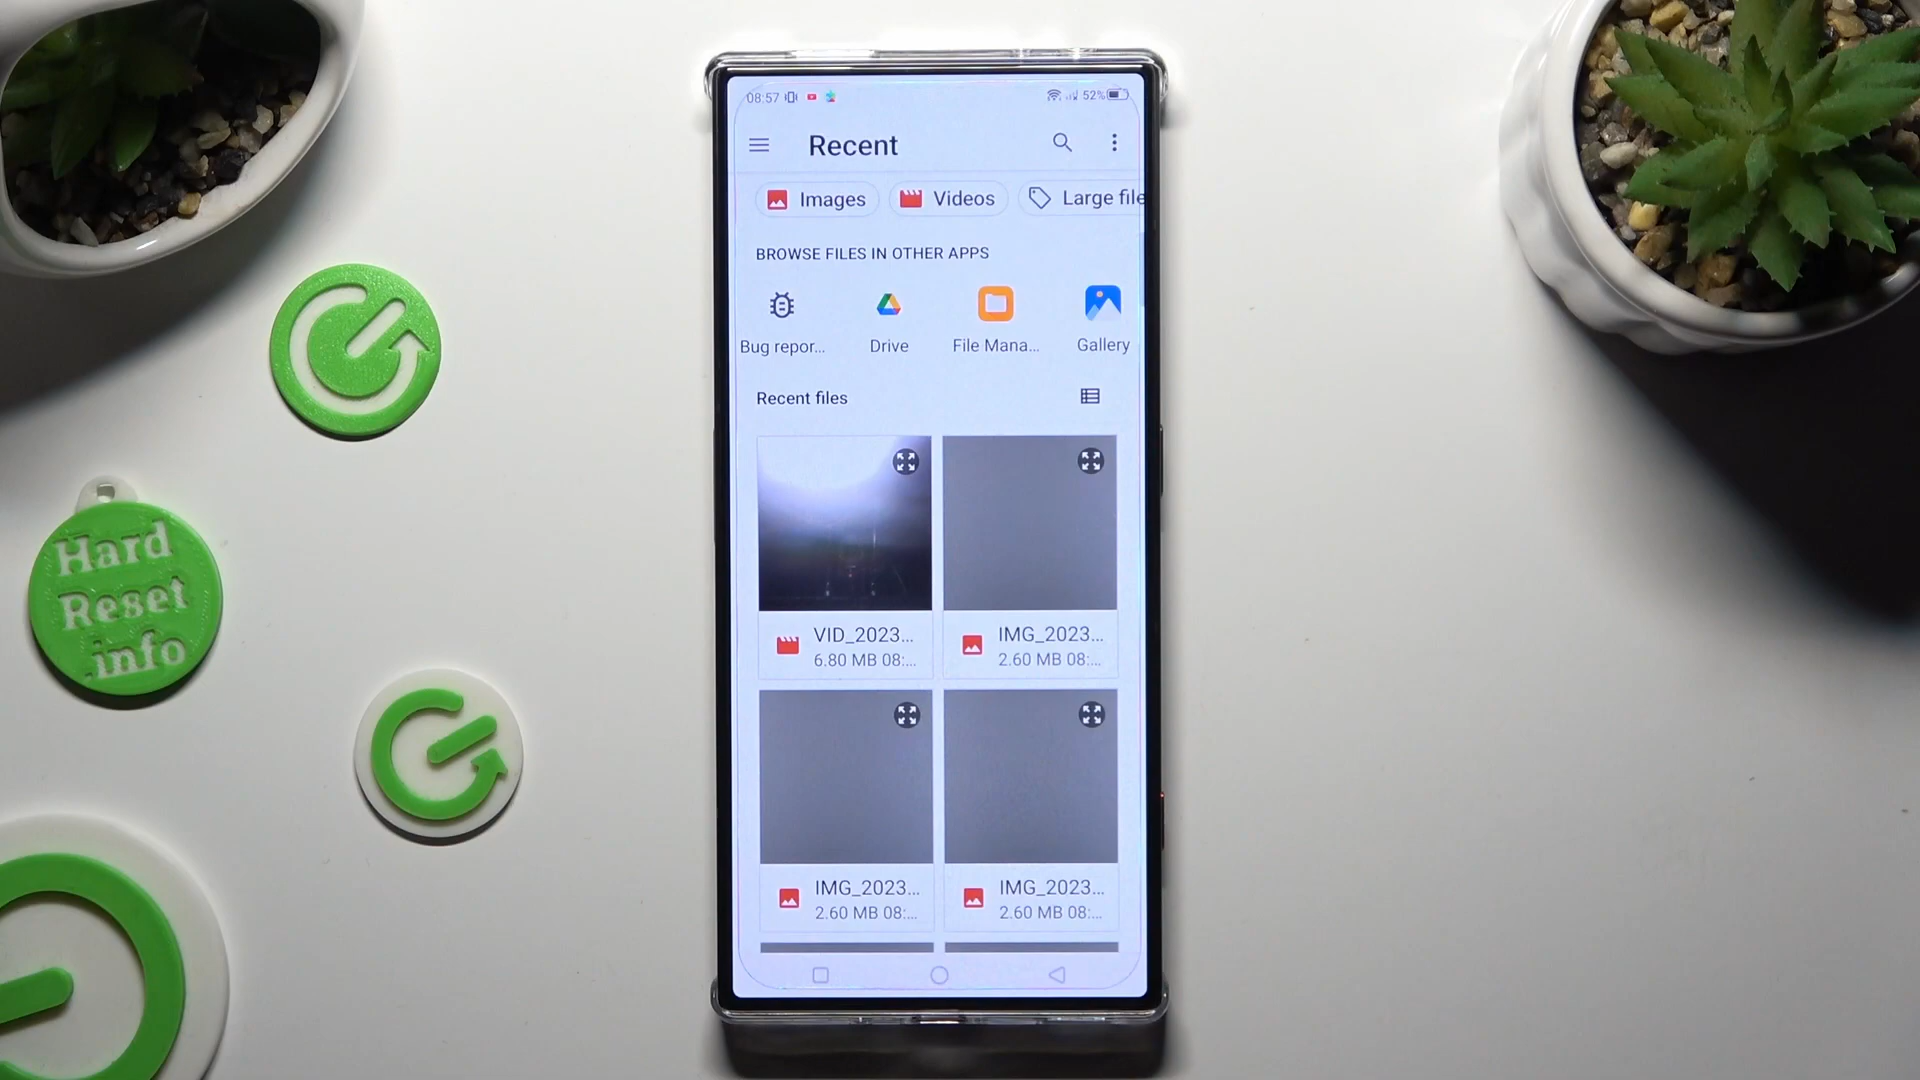 08:57 52%
Recent
Images Videos Large file
BROWSE FILES IN OTHER APPS
Bug repor... Drive File Mana... Gallery
Recent files
VID_2023... IMG_2023...
6.80 MB 08:... 2.60 MB 08:...
IMG_2023... IMG_2023...
2.60 MB 08:... 2.60 MB 08:...
Hard
Reset
.info